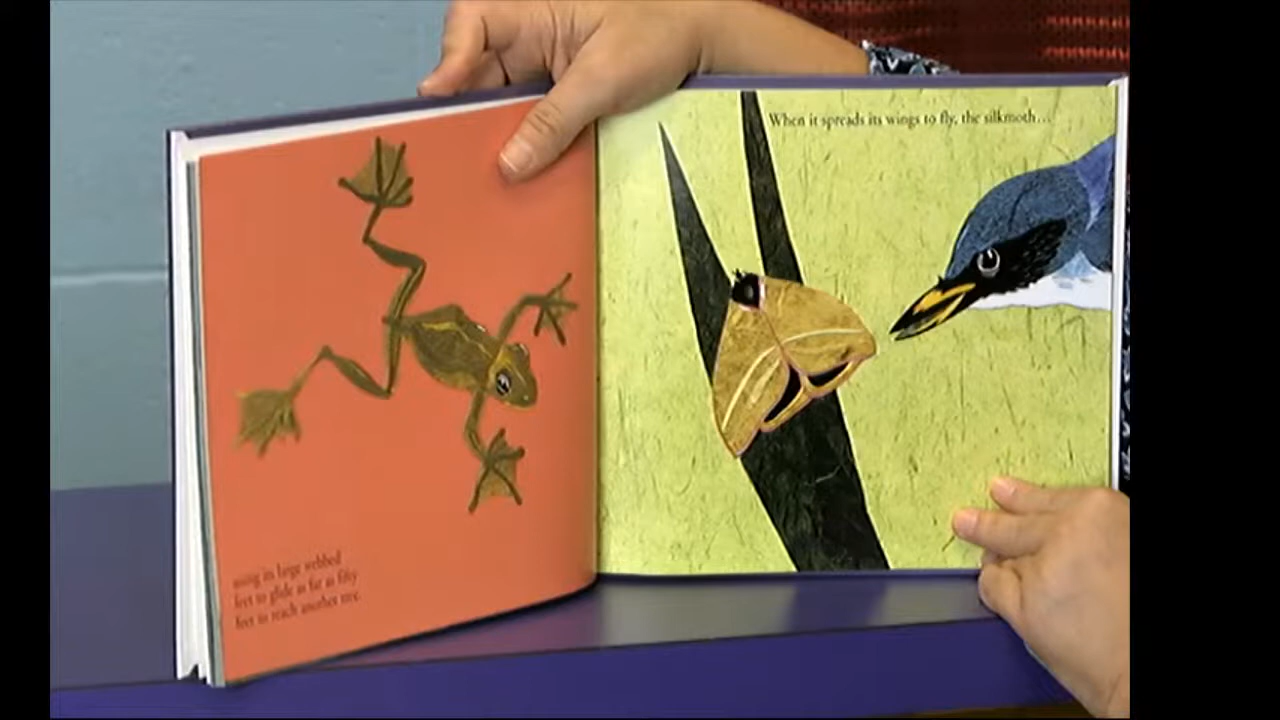 using its large webbed
feet to glide as far as fifty
feet to reach another tree.
When it spreads its wings to fly, the silkmoth...